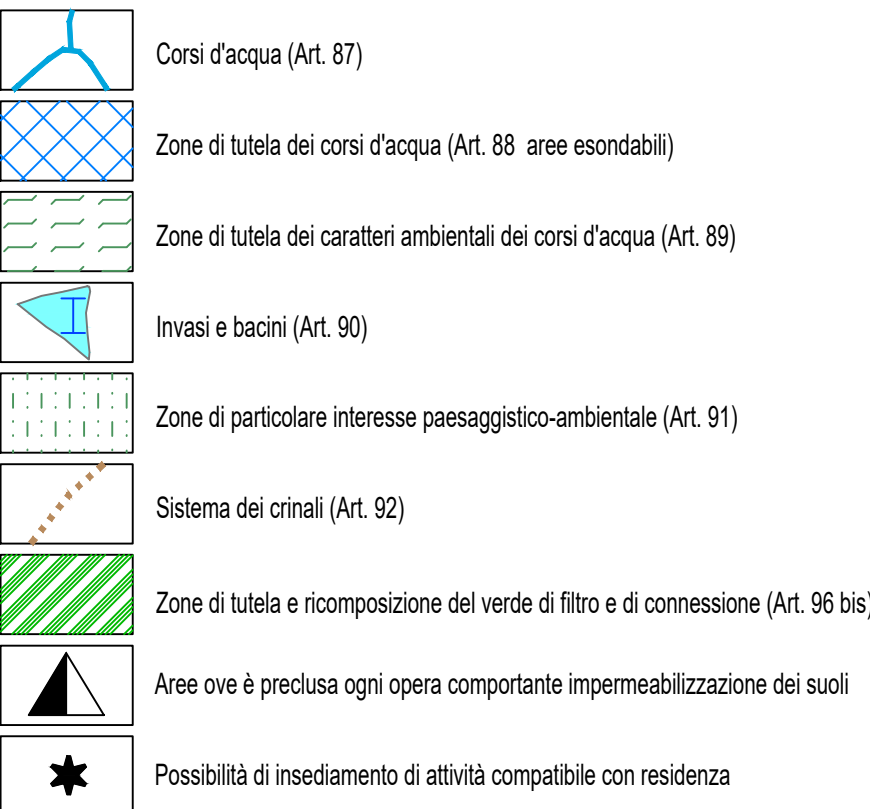 Corsi d'acqua (Art. 87)
Zone di tutela dei corsi d'acqua (Art. 88  aree esondabili)
Zone di tutela dei caratteri ambientali dei corsi d'acqua (Art. 89)
Invasi e bacini (Art. 90)
Zone di particolare interesse paesaggistico-ambientale (Art. 91)
Sistema dei crinali (Art. 92)
Zone di tutela e ricomposizione del verde di filtro e di connessione (Art. 96 bis)
Aree ove è preclusa ogni opera comportante impermeabilizzazione dei suoli
Possibilità di insediamento di attività compatibile con residenza